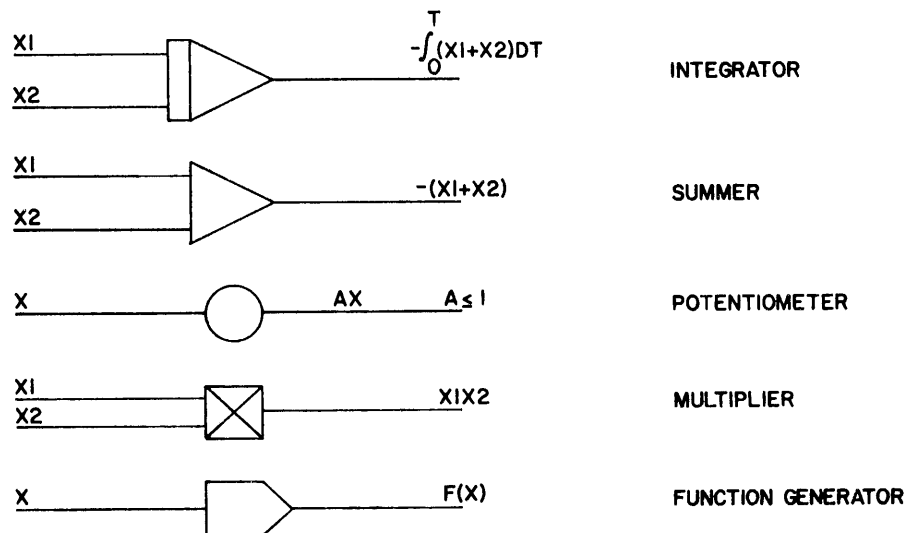 X1
X2
T
-∫(X1+X2)DT
0
INTEGRATOR
X1
X2
-(X1+X2)
SUMMER
X AX A≤1 POTENTIOMETER
X1
X2
X1X2
MULTIPLIER
X F(X) FUNCTION GENERATOR